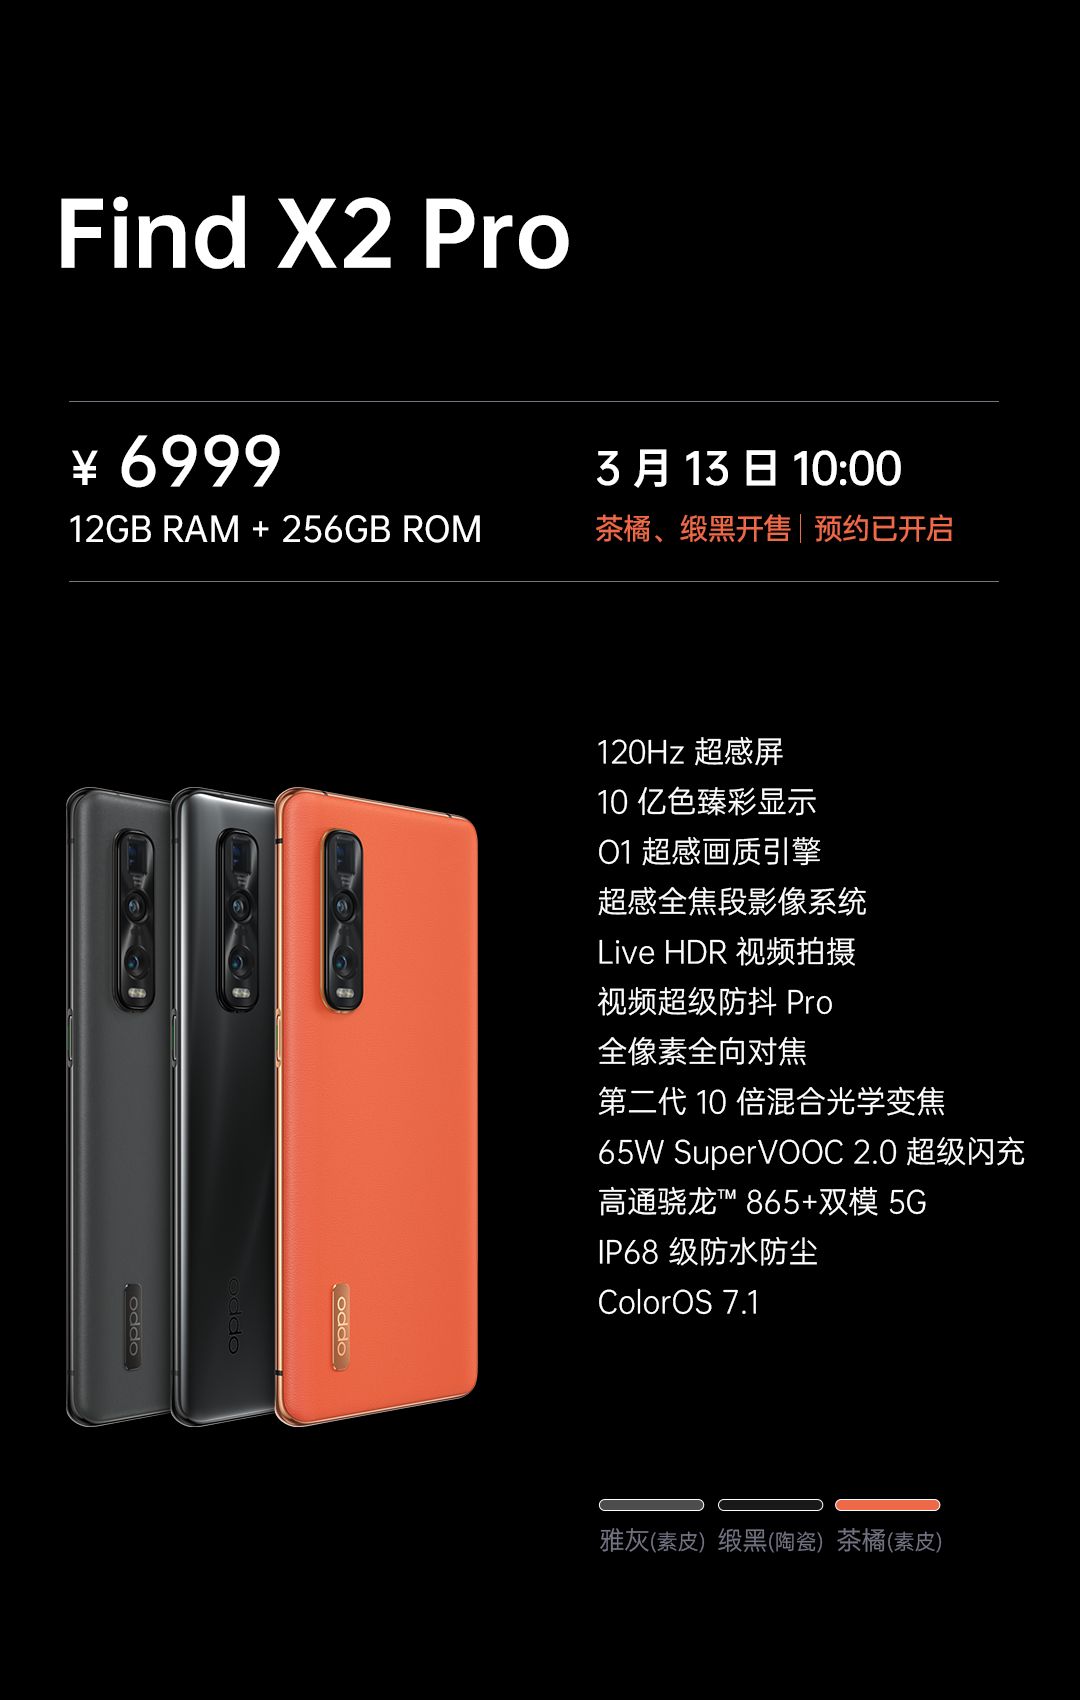 Find X2 Pro
¥ 6999
12GB RAM + 256GB ROM
3 月 13 日 10:00
茶橘、缎黑开售 | 预约已开启
120Hz 超感屏
10 亿色臻彩显示
O1 超感画质引擎
超感全焦段影像系统
Live HDR 视频拍摄
视频超级防抖 Pro
全像素全向对焦
第二代 10 倍混合光学变焦
65W SuperVOOC 2.0 超级闪充
高通骁龙™ 865+双模 5G
IP68 级防水防尘
ColorOS 7.1
oppo
oppo
oppo
雅灰(素皮) 缎黑(陶瓷) 茶橘(素皮)